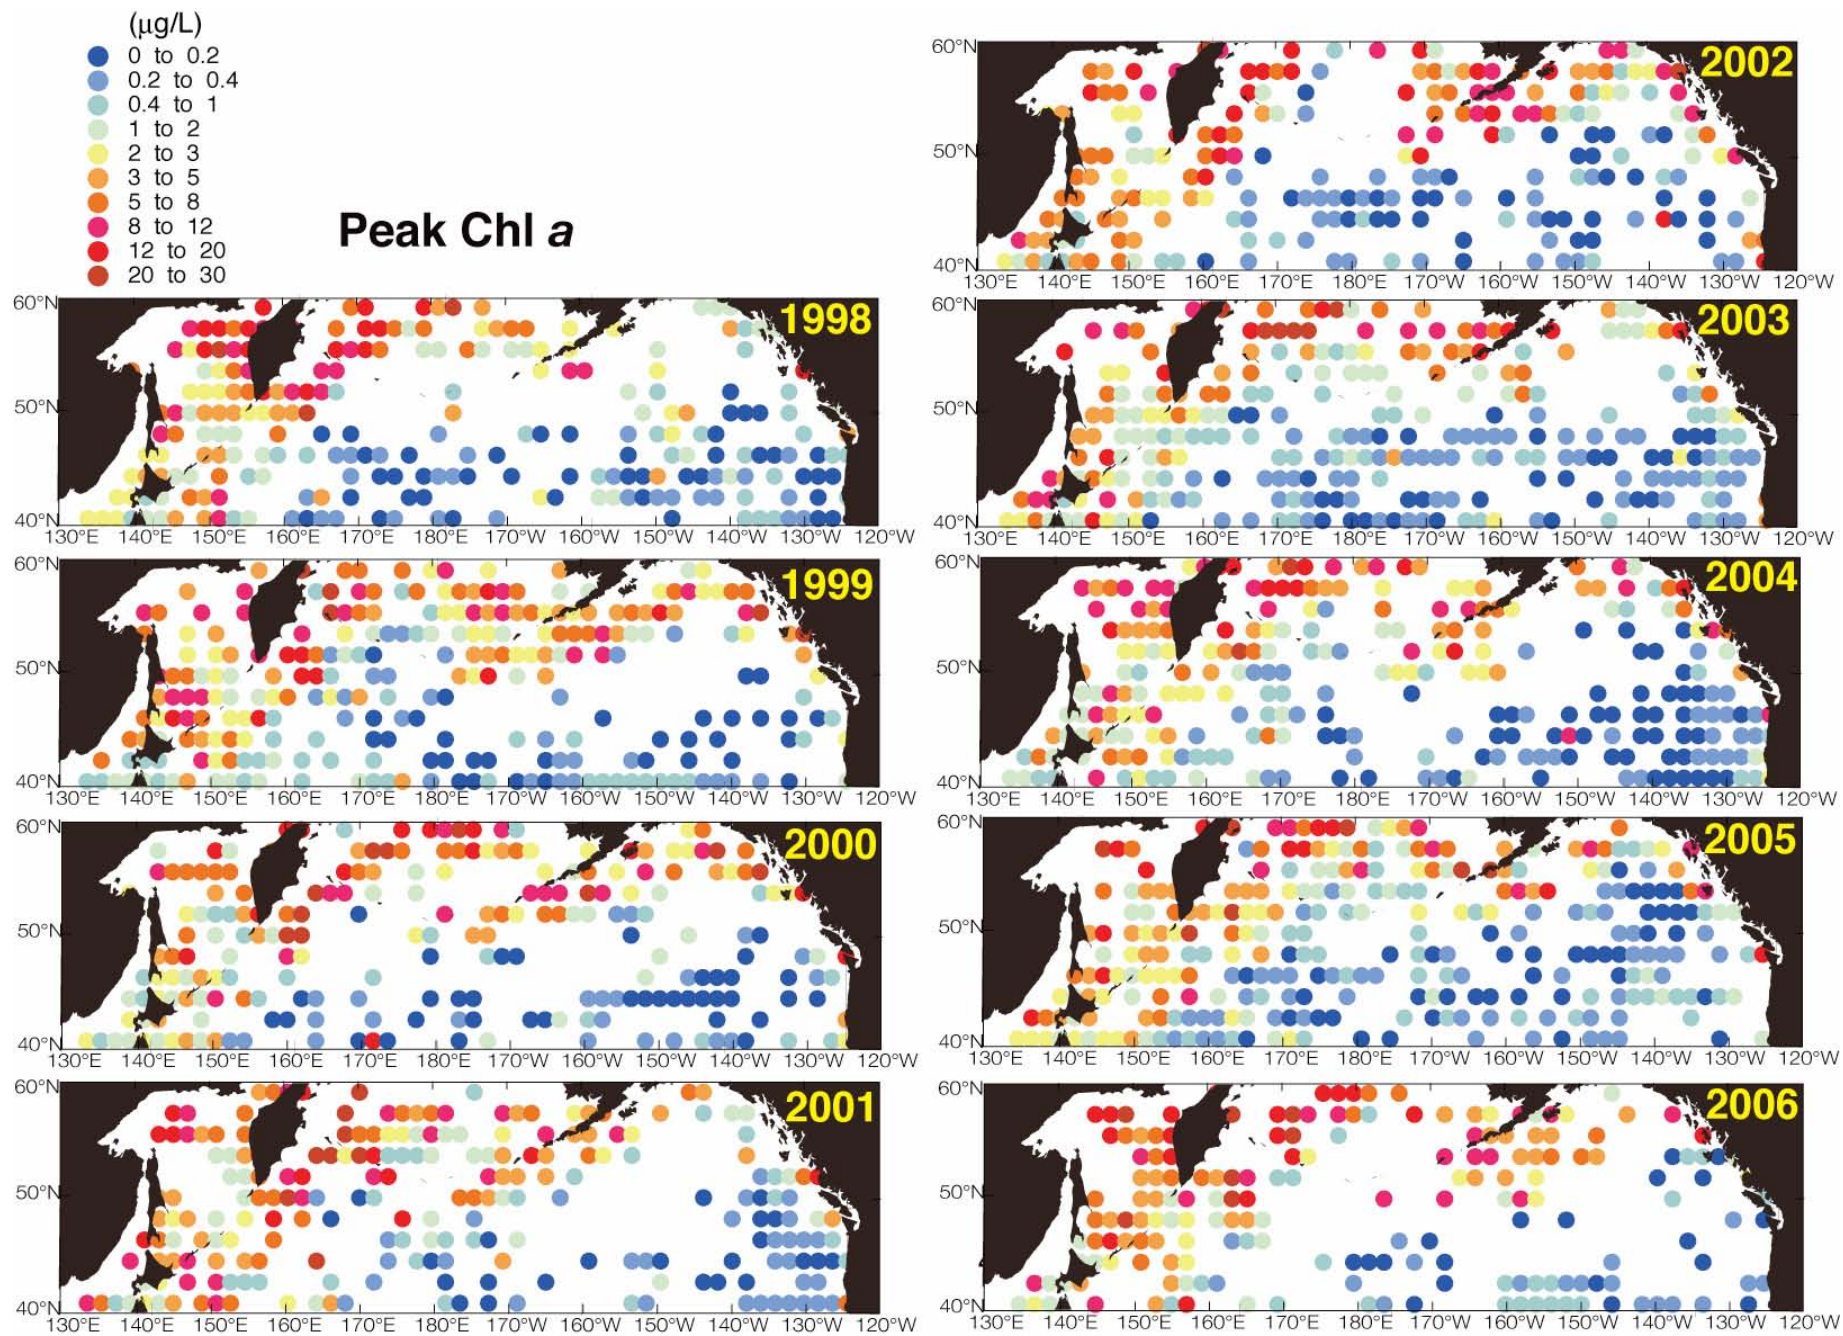 (μg/L)
0 to 0.2
0.2 to 0.4
0.4 to 1
1 to 2
2 to 3
3 to 5
5 to 8
8 to 12
12 to 20
20 to 30
Peak Chl a
60°N
1998
50°N
40°N
130°E 140°E 150°E 160°E 170°E 180°E 170°W 160°W 150°W 140°W 130°W 120°W
60°N
1999
50°N
40°N
130°E 140°E 150°E 160°E 170°E 180°E 170°W 160°W 150°W 140°W 130°W 120°W
60°N
2000
50°N
40°N
130°E 140°E 150°E 160°E 170°E 180°E 170°W 160°W 150°W 140°W 130°W 120°W
60°N
2001
50°N
40°N
130°E 140°E 150°E 160°E 170°E 180°E 170°W 160°W 150°W 140°W 130°W 120°W
60°N
2002
50°N
40°N
130°E 140°E 150°E 160°E 170°E 180°E 170°W 160°W 150°W 140°W 130°W 120°W
60°N
2003
50°N
40°N
130°E 140°E 150°E 160°E 170°E 180°E 170°W 160°W 150°W 140°W 130°W 120°W
60°N
2004
50°N
40°N
130°E 140°E 150°E 160°E 170°E 180°E 170°W 160°W 150°W 140°W 130°W 120°W
60°N
2005
50°N
40°N
130°E 140°E 150°E 160°E 170°E 180°E 170°W 160°W 150°W 140°W 130°W 120°W
60°N
2006
50°N
40°N
130°E 140°E 150°E 160°E 170°E 180°E 170°W 160°W 150°W 140°W 130°W 120°W